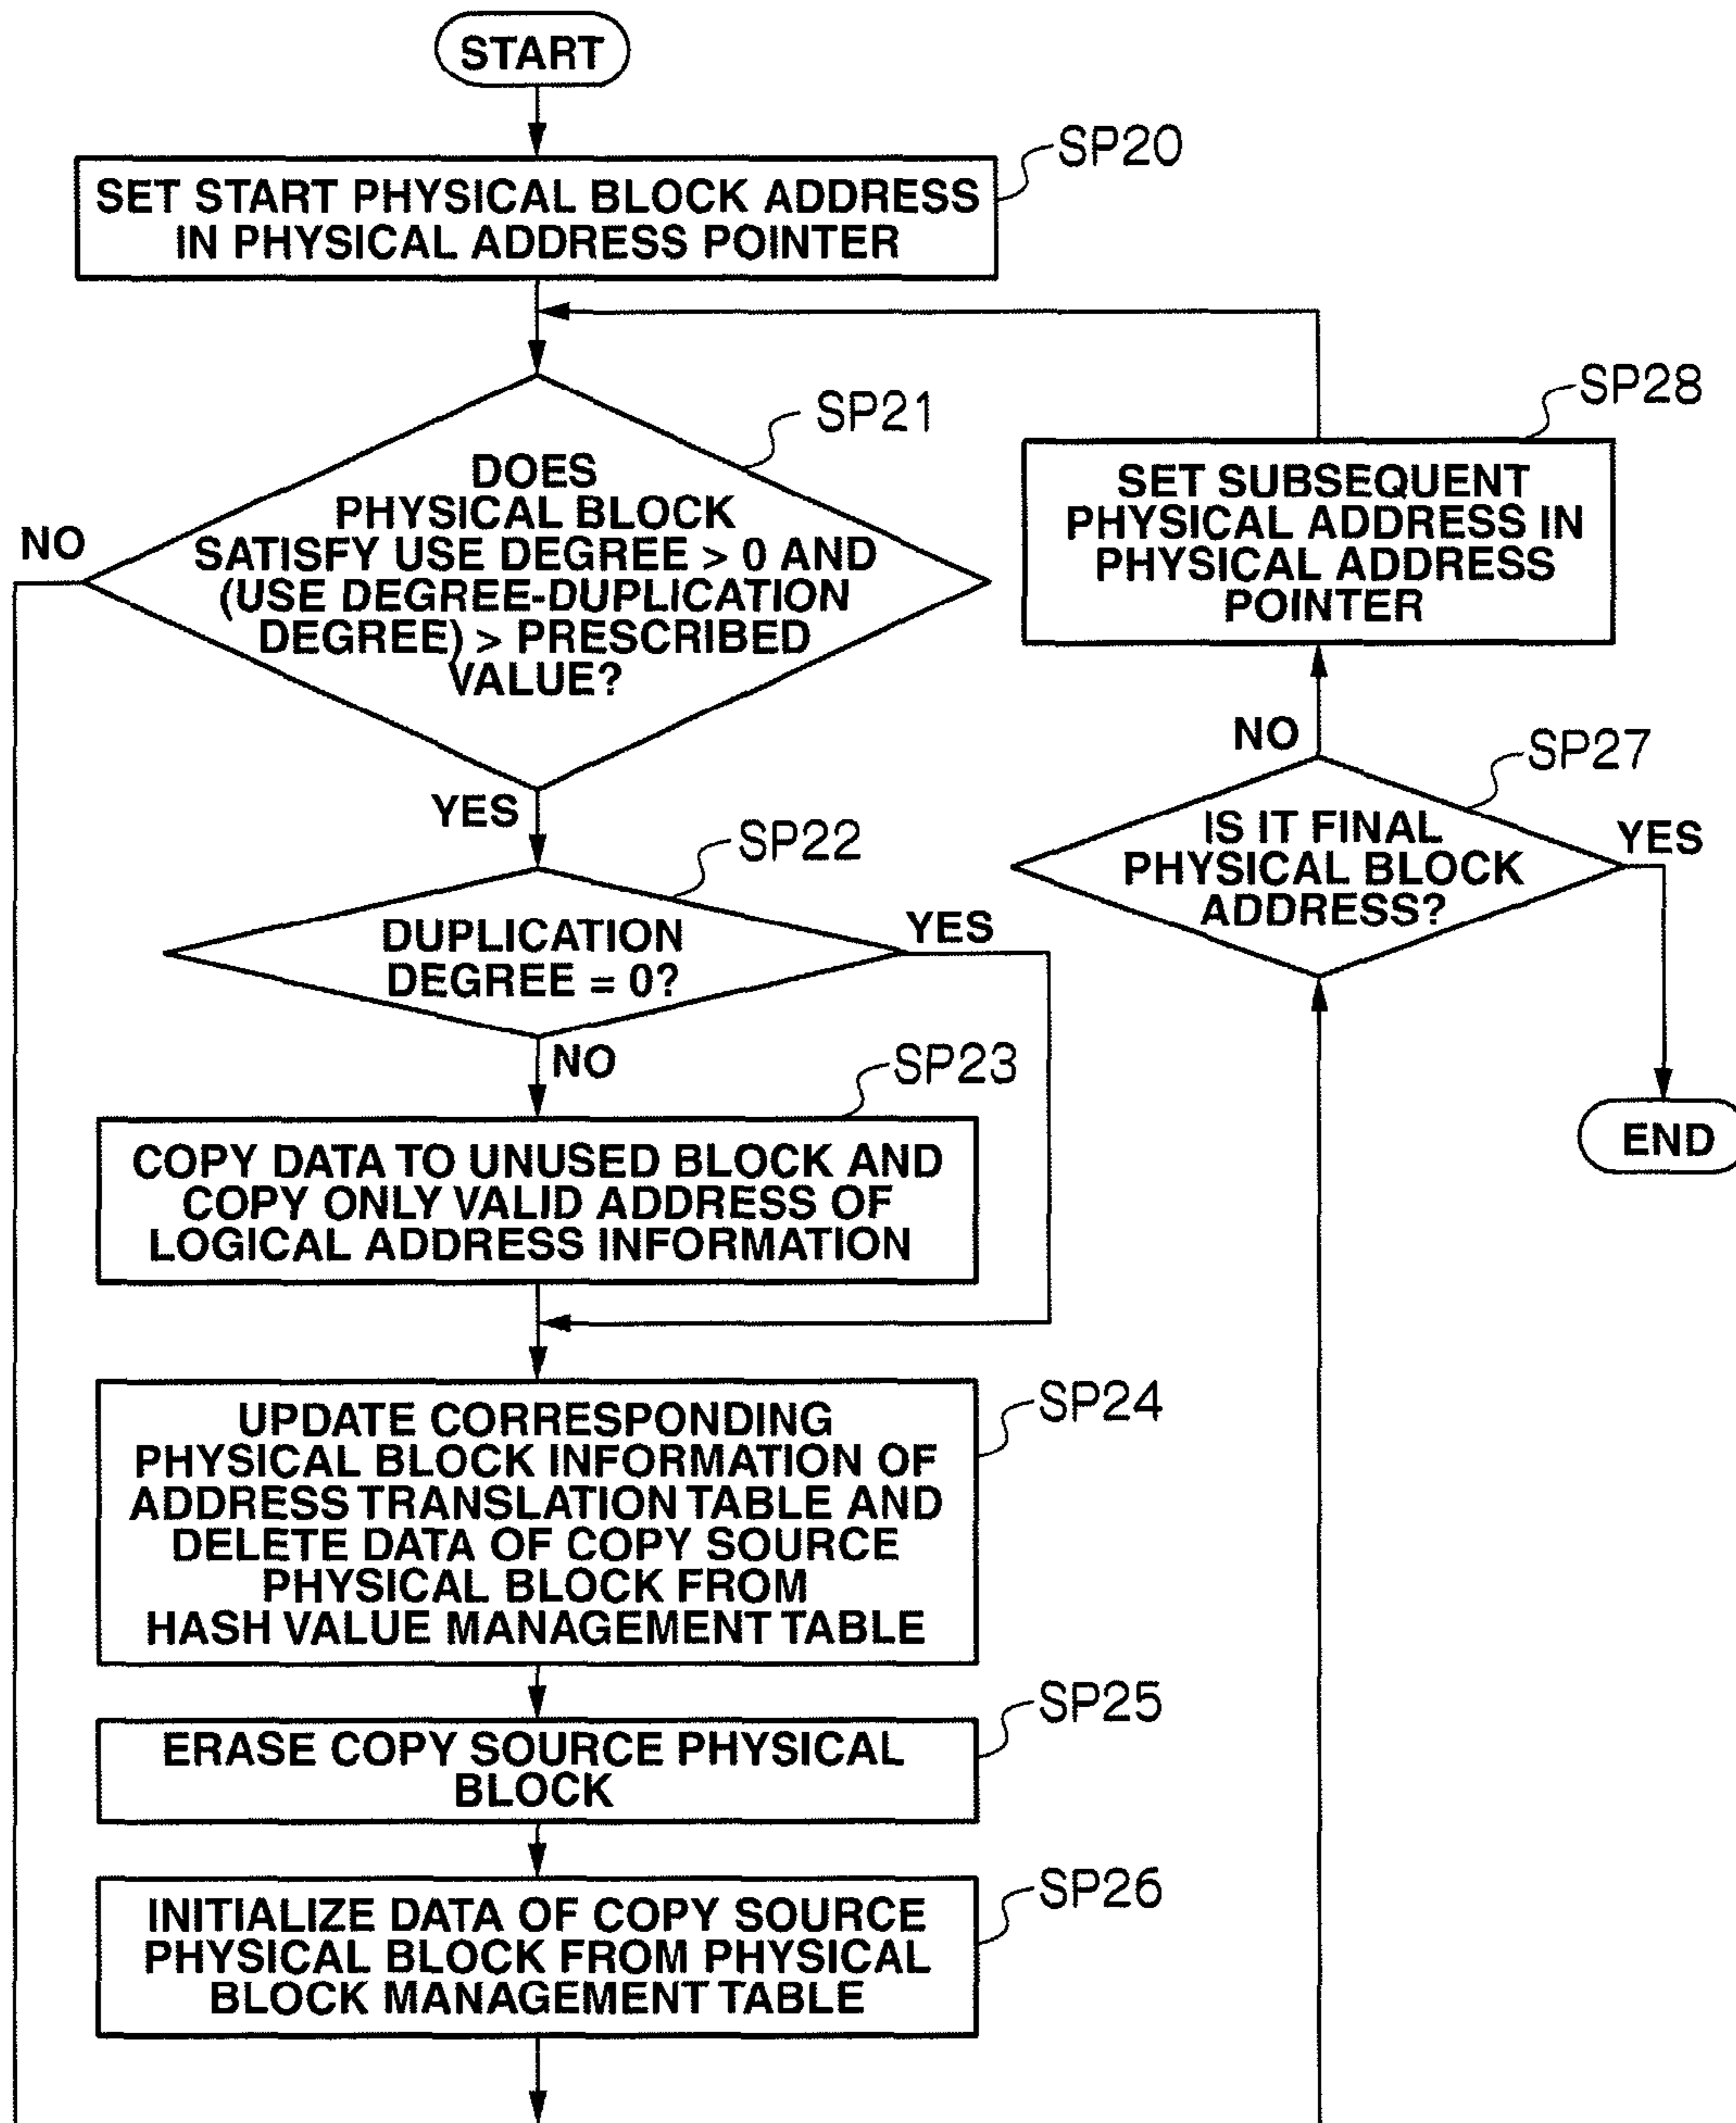 START
SP20
SET START PHYSICAL BLOCK ADDRESS
IN PHYSICAL ADDRESS POINTER
SP21
DOES
PHYSICAL BLOCK
SATISFY USE DEGREE > 0 AND
(USE DEGREE-DUPLICATION
DEGREE) > PRESCRIBED
VALUE?
NO
YES
SP22
DUPLICATION
DEGREE = 0?
YES
NO
SP23
COPY DATA TO UNUSED BLOCK AND
COPY ONLY VALID ADDRESS OF
LOGICAL ADDRESS INFORMATION
SP24
UPDATE CORRESPONDING
PHYSICAL BLOCK INFORMATION OF
ADDRESS TRANSLATION TABLE AND
DELETE DATA OF COPY SOURCE
PHYSICAL BLOCK FROM
HASH VALUE MANAGEMENT TABLE
SP25
ERASE COPY SOURCE PHYSICAL
BLOCK
SP26
INITIALIZE DATA OF COPY SOURCE
PHYSICAL BLOCK FROM PHYSICAL
BLOCK MANAGEMENT TABLE
SP28
SET SUBSEQUENT
PHYSICAL ADDRESS IN
PHYSICAL ADDRESS
POINTER
NO
SP27
IS IT FINAL
PHYSICAL BLOCK
ADDRESS?
YES
END